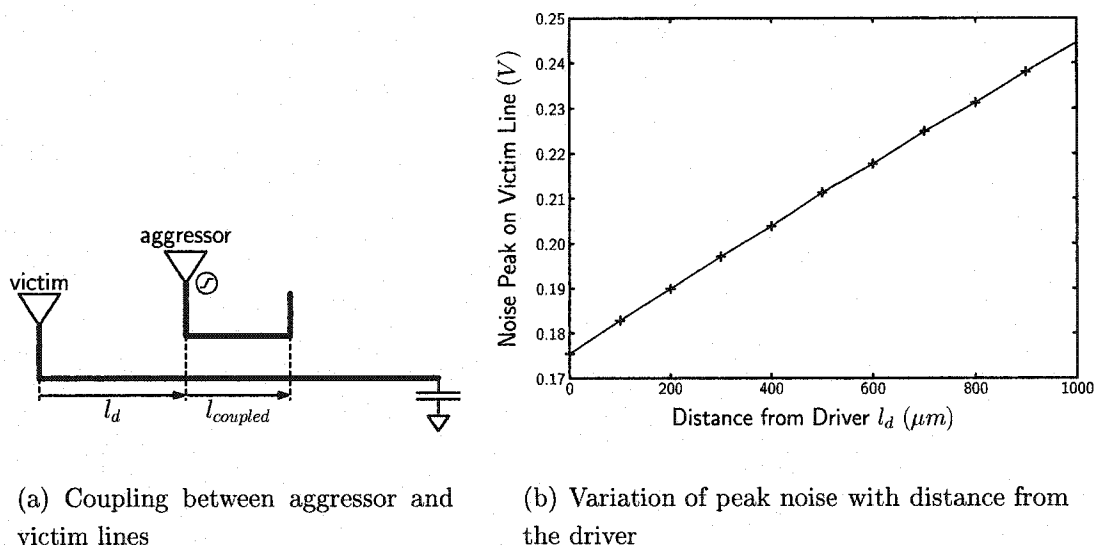 aggressor
victim
l_d
l_coupled
Noise Peak on Victim Line (V)
0.25
0.24
0.23
0.22
0.21
0.20
0.19
0.18
0.17
0 200 400 600 800 1000
Distance from Driver l_d (μm)
(a) Coupling between aggressor and
victim lines
(b) Variation of peak noise with distance from
the driver